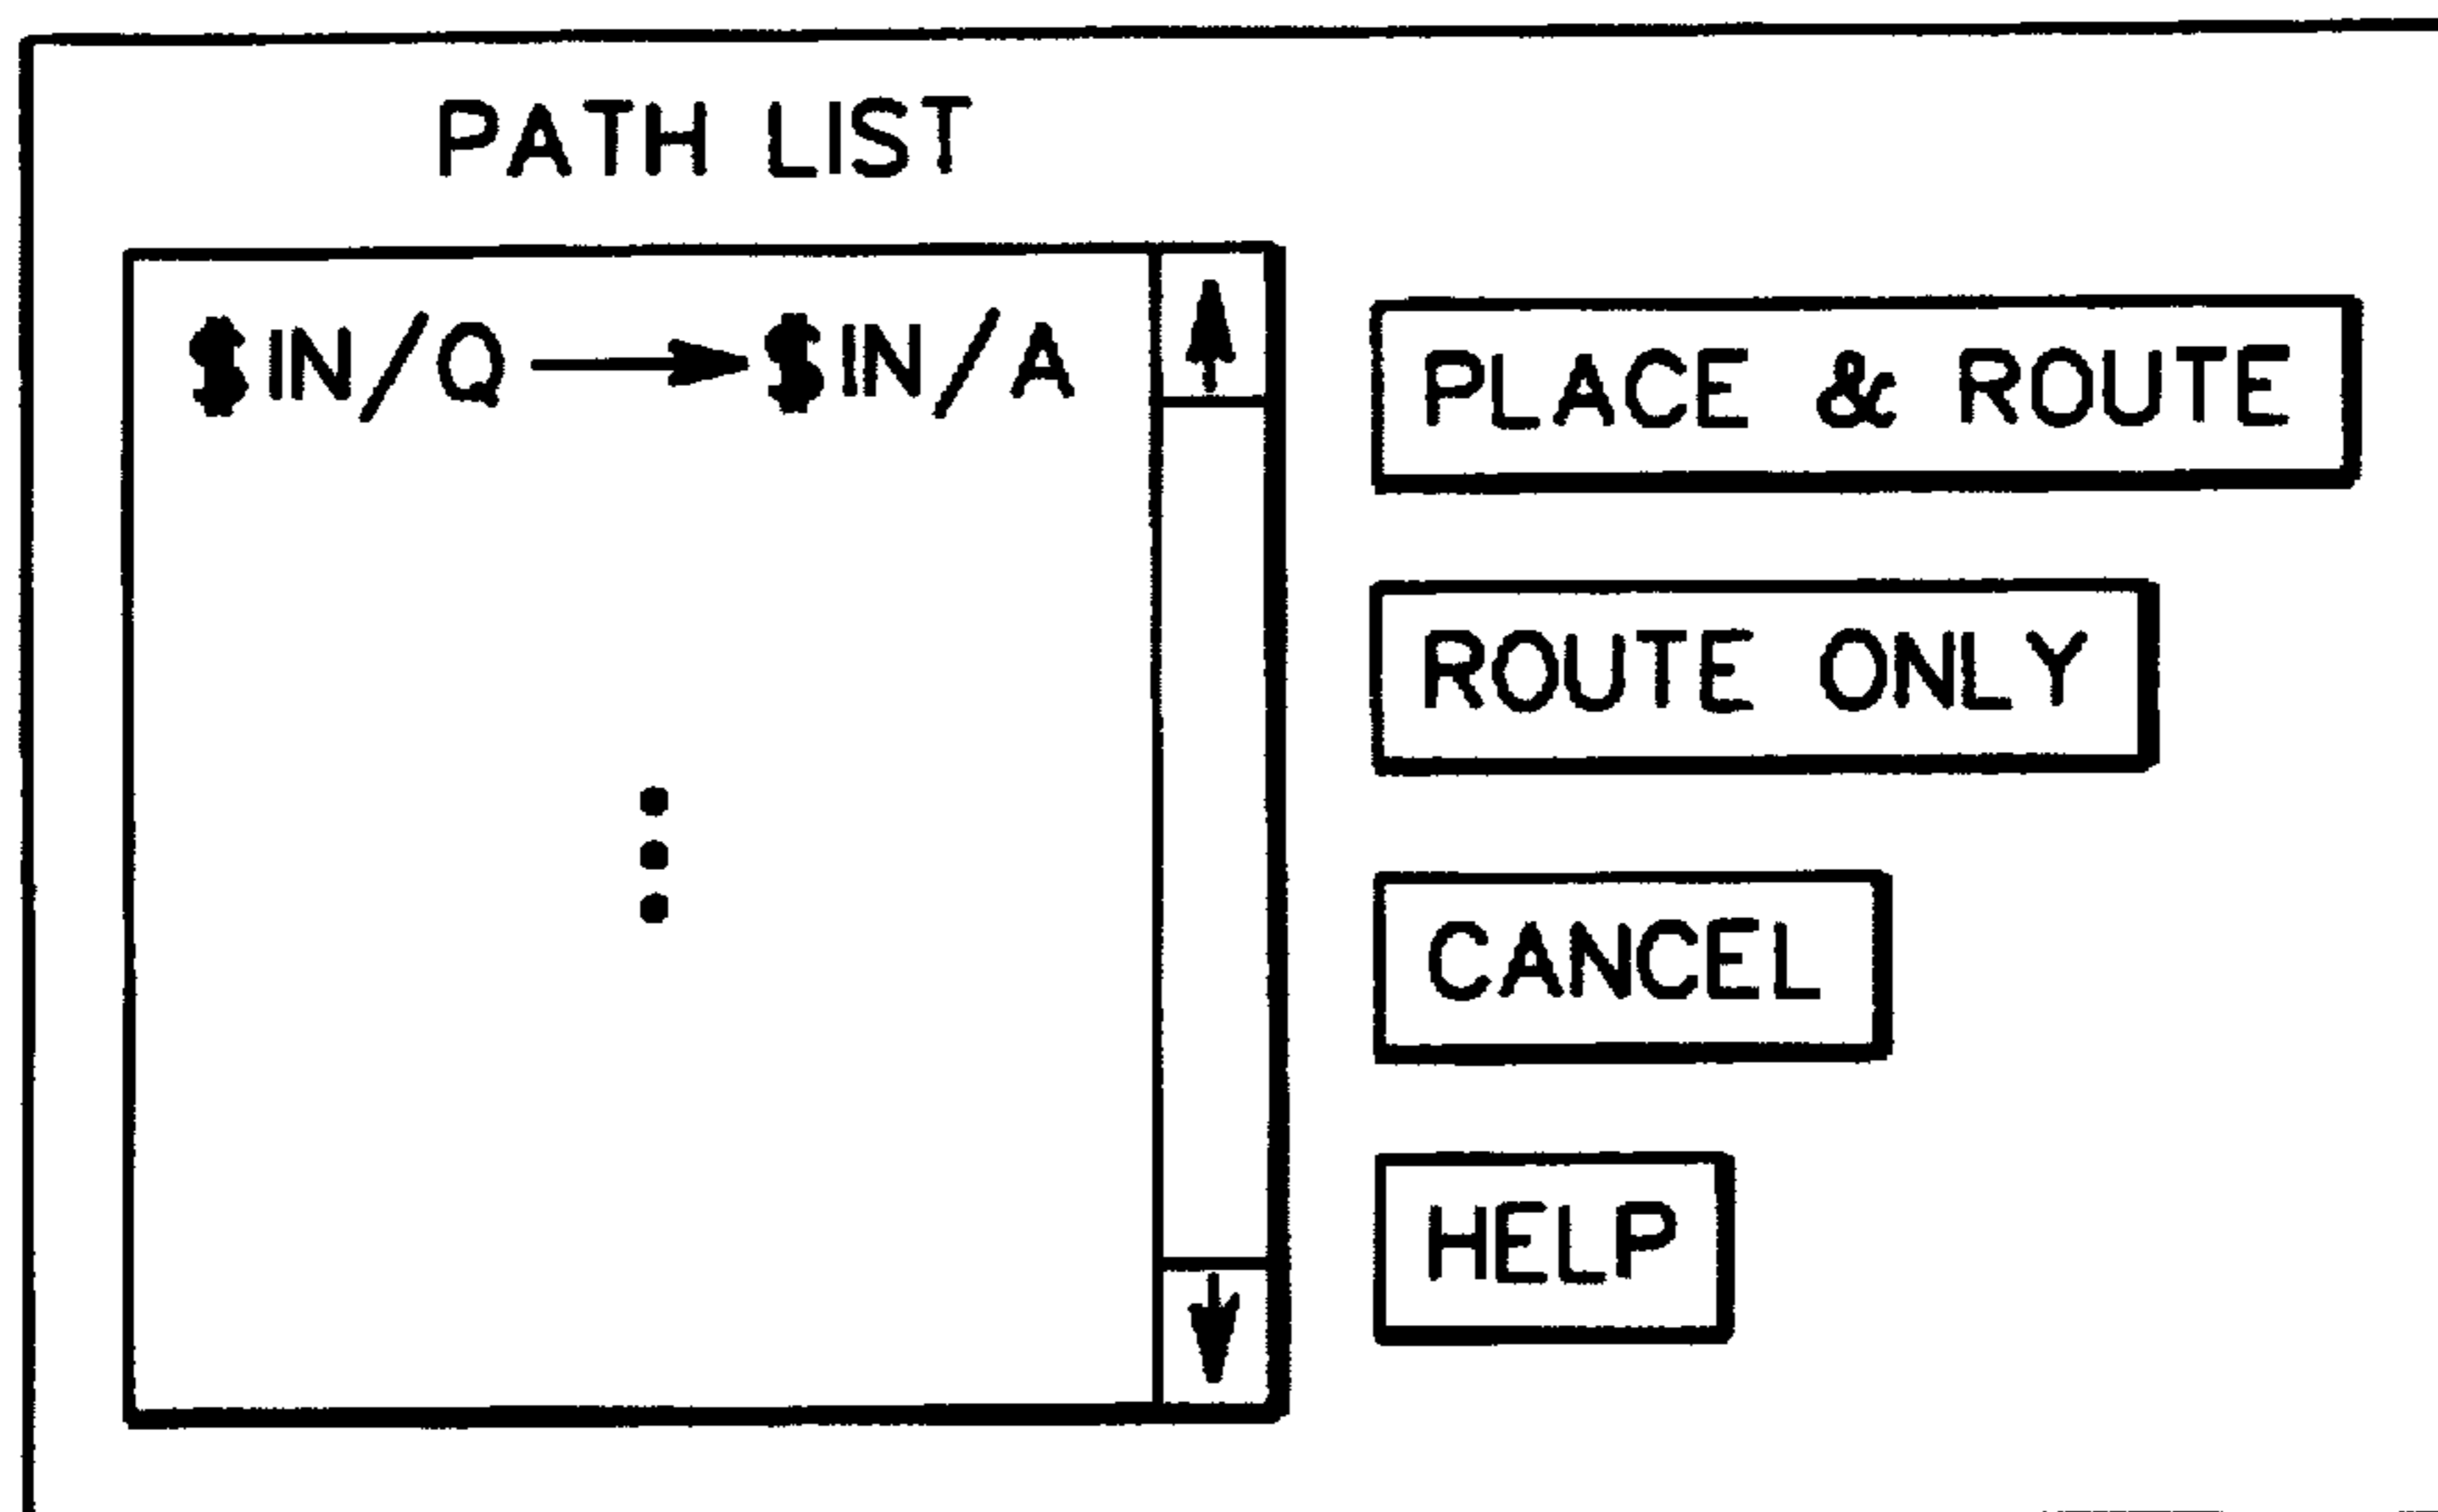 PATH LIST
$IN/Q → $IN/A
PLACE & ROUTE
ROUTE ONLY
CANCEL
HELP